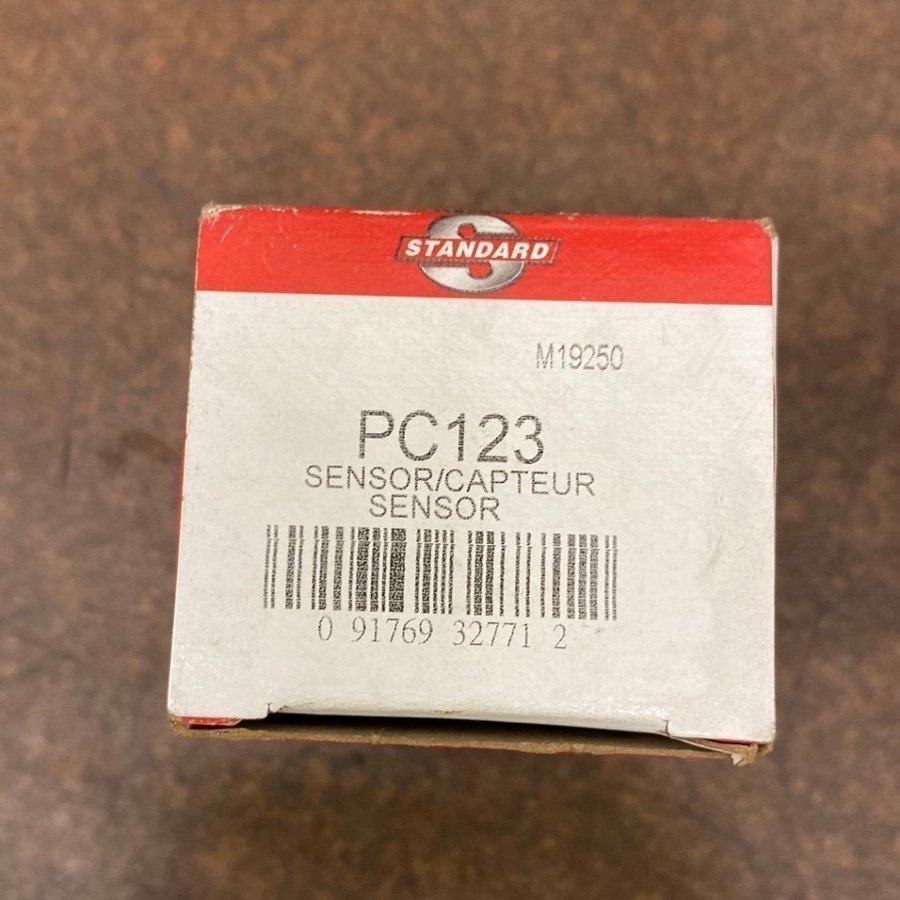 STANDARD
M19250
PC123
SENSOR/CAPTEUR
SENSOR
0 91769 32771 2